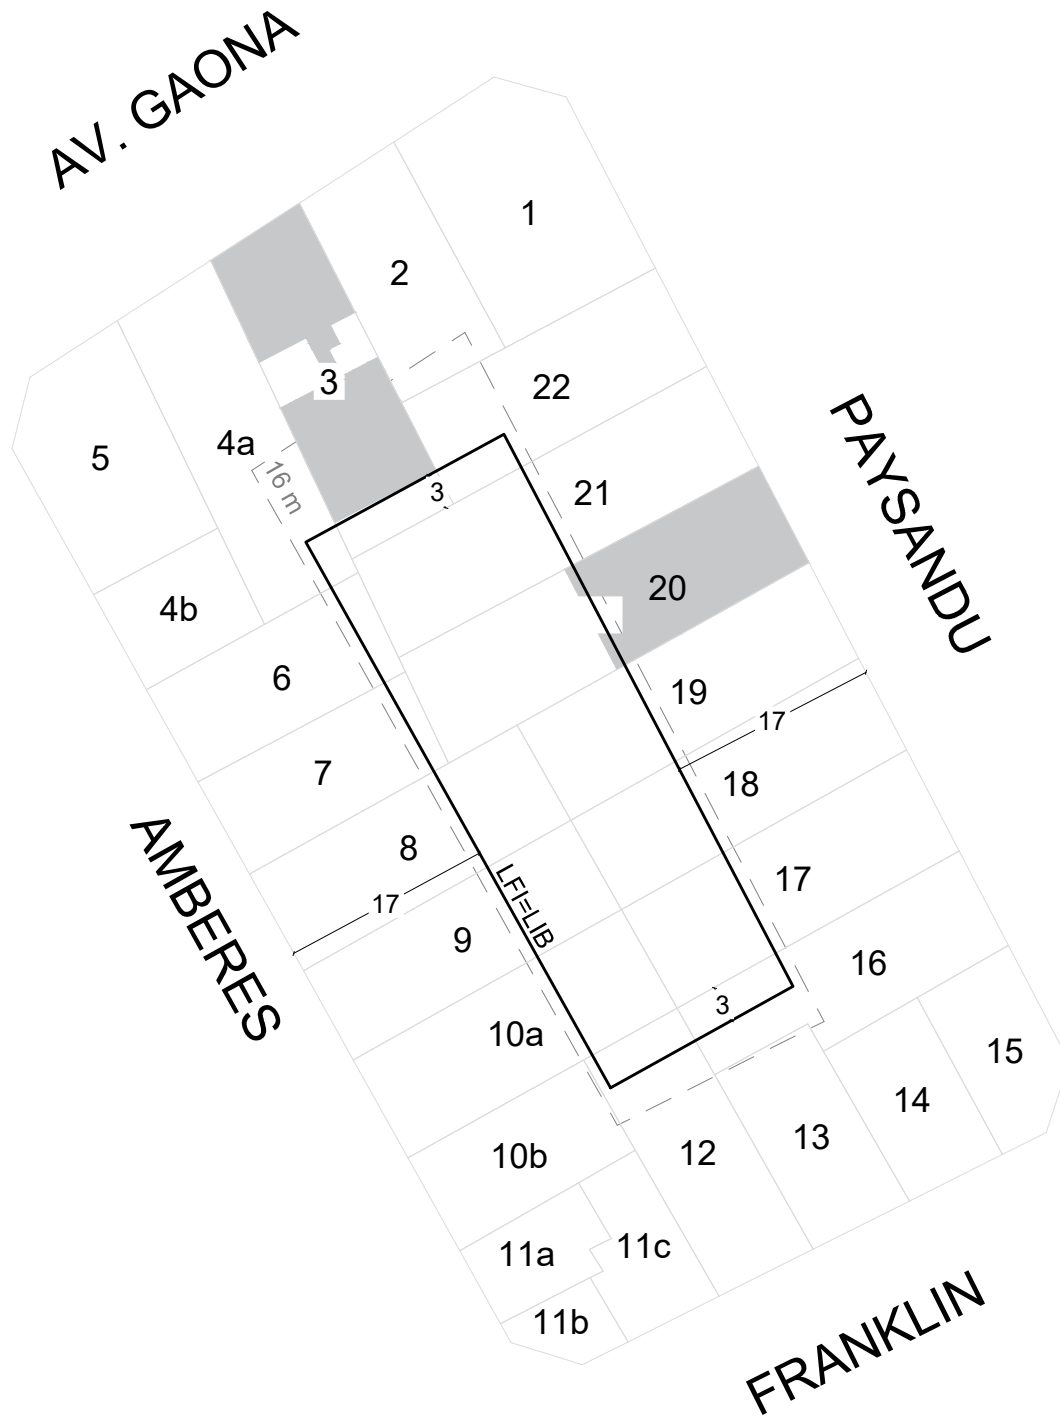 AV. GAONA
1
2
3
22
4a
5
16 m
3
21
PAYSANDU
20
4b
6
19
17
7
18
AMBERES
8
17
17
LFI=LIB
9
16
3
10a
15
14
13
12
10b
11c
11a
11b
FRANKLIN